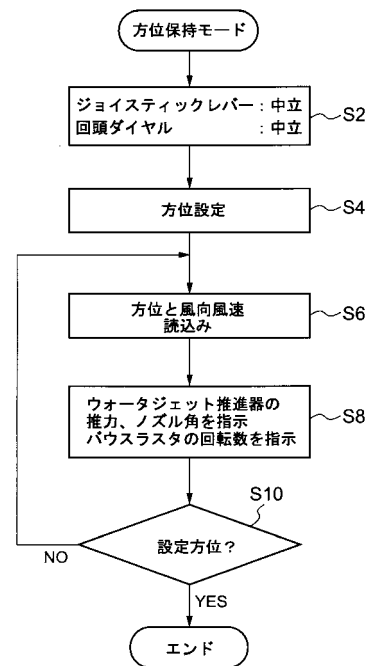 方位保持モード
ジョイスティックレバー：中立
回頭ダイヤル　　　　　：中立
S2
方位設定
S4
方位と風向風速
読込み
S6
ウォータジェット推進器の
推力、ノズル角を指示
バウスラスタの回転数を指示
S8
S10
設定方位？
NO
YES
エンド